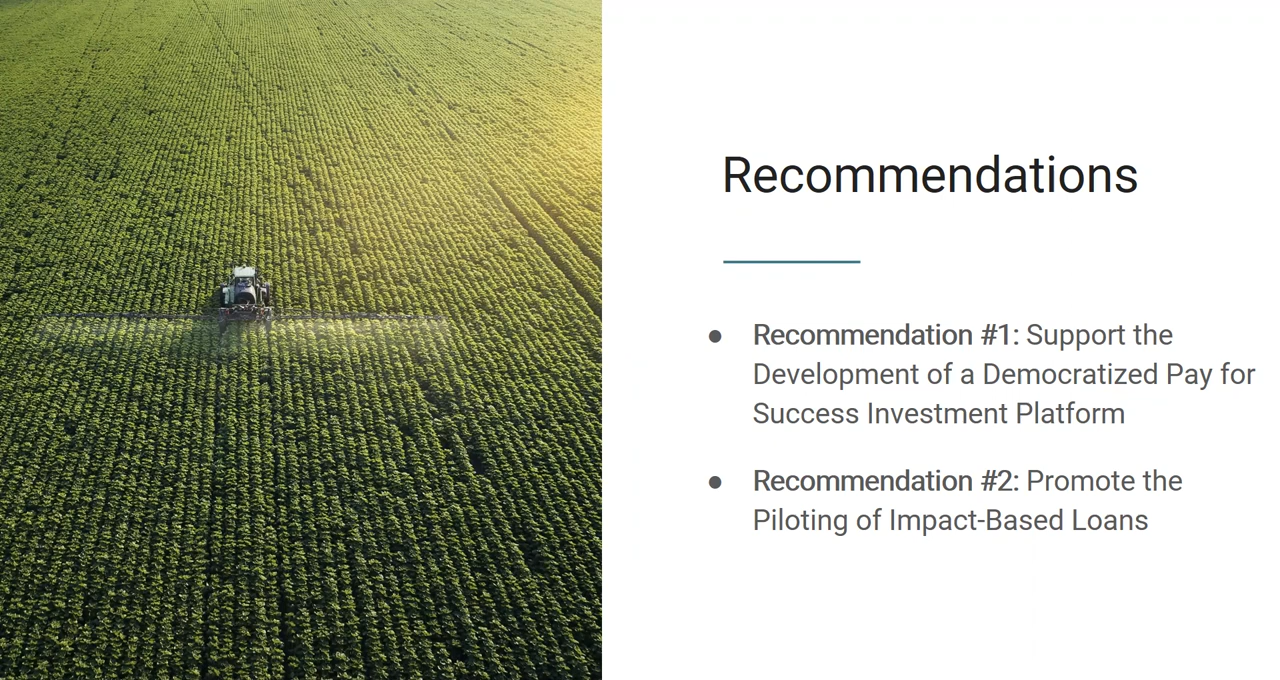 Recommendations
● Recommendation #1: Support the
Development of a Democratized Pay for
Success Investment Platform
● Recommendation #2: Promote the
Piloting of Impact-Based Loans